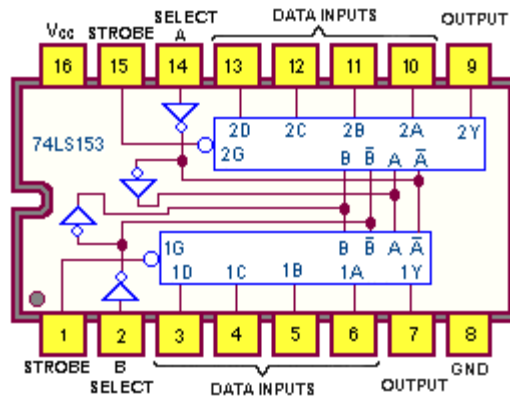 SELECT
DATA INPUTS
OUTPUT
Vcc STROBE A
16 15 14 13 12 11 10 9
74LS153
2D 2C 2B 2A 2Y
2G
B B̅ A A̅
1G B B̅ A A̅
1D 1C 1B 1A 1Y
1 2 3 4 5 6 7 8
STROBE B GND
SELECT DATA INPUTS OUTPUT